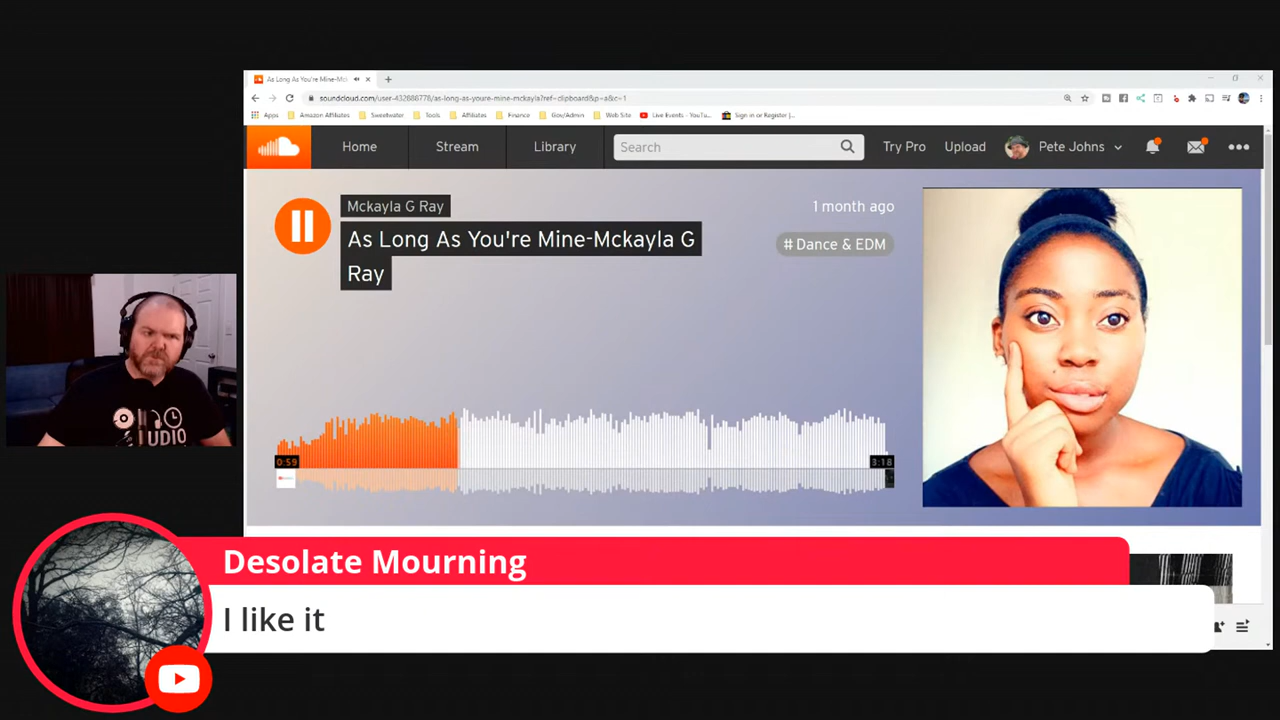 As Long As You're Mine-Mc
soundcloud.com/user-432888778/as-long-as-youre-mine-mckayla?ref=clipboard&p=a&c=1
Apps Amazon Affiliates Sweetwater Tools Affiliates Finance Gov/Admin Web Site Live Events - YouTu... Sign in or Register |...
Home Stream Library Search Try Pro Upload Pete Johns
Mckayla G Ray
1 month ago
As Long As You're Mine-Mckayla G
Ray
# Dance & EDM
0:59
3:18
UDIO
Desolate Mourning
I like it